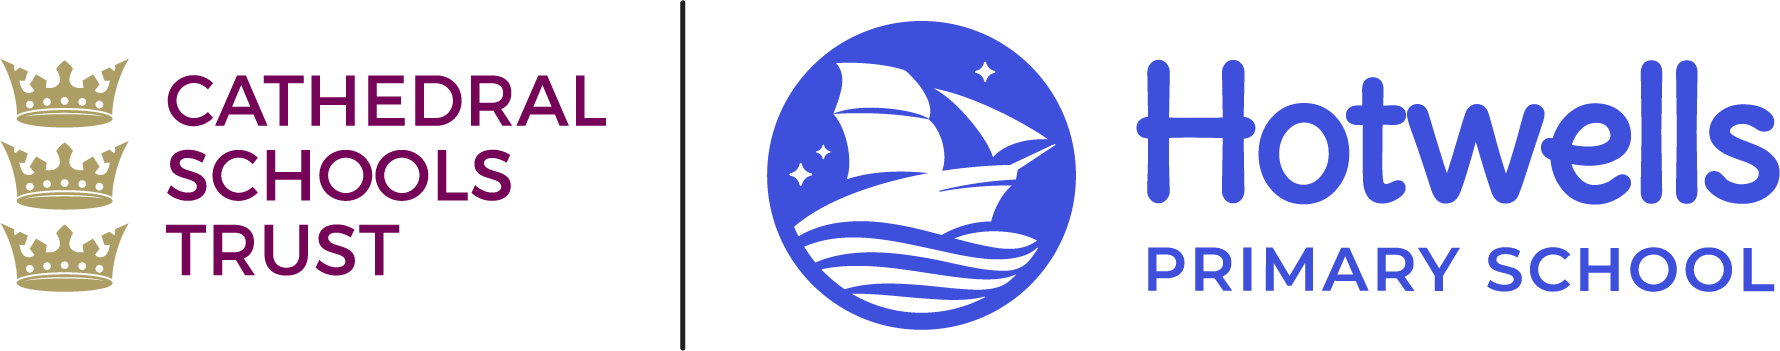 CATHEDRAL
SCHOOLS
TRUST
Hotwells
PRIMARY SCHOOL